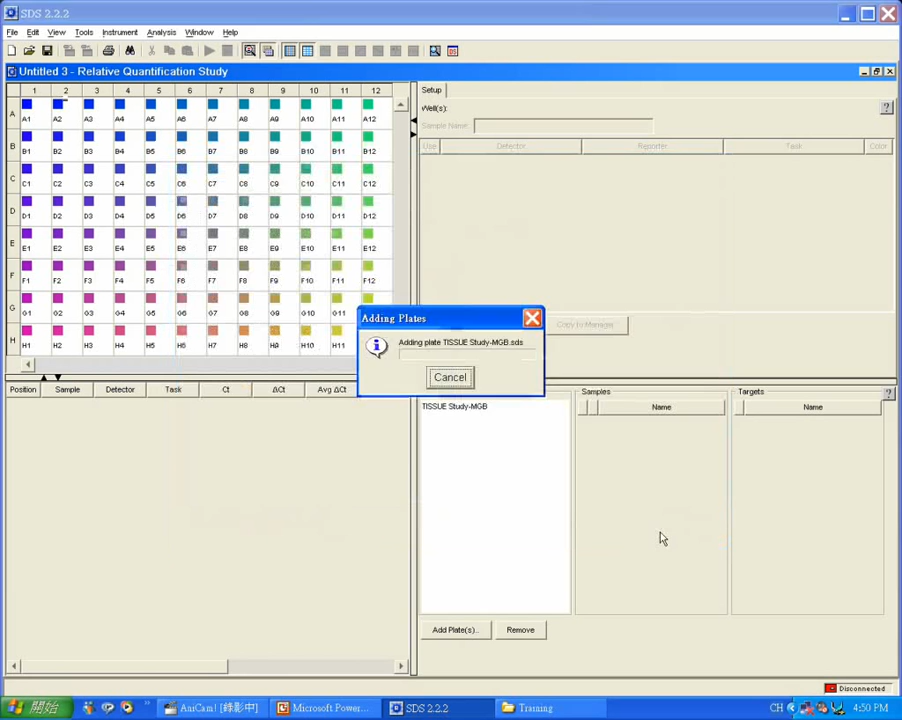 SDS 2.2.2
File Edit View Tools Instrument Analysis Window Help
Untitled 3 - Relative Quantification Study
1 2 3 4 5 6 7 8 9 10 11 12
A
A1 A2 A3 A4 A5 A6 A7 A8 A9 A10 A11 A12
B
B1 B2 B3 B4 B5 B6 B7 B8 B9 B10 B11 B12
C
C1 C2 C3 C4 C5 C6 C7 C8 C9 C10 C11 C12
D
D1 D2 D3 D4 D5 D6 D7 D8 D9 D10 D11 D12
E
E1 E2 E3 E4 E5 E6 E7 E8 E9 E10 E11 E12
F
F1 F2 F3 F4 F5 F6 F7 F8 F9 F10 F11 F12
G
G1 G2 G3 G4 G5 G6 G7 G8 G9 G10 G11
H
H1 H2 H3 H4 H5 H6 H7 H8 H9 H10 H11
Setup
Well(s):
Sample Name:
Use Detector Reporter Task Color
Copy to Manager
Adding Plates
Adding plate TISSUE Study-MGB.sds
Cancel
Position Sample Detector Task Ct ΔCt Avg ΔCt
TISSUE Study-MGB
Samples
Name
Targets
Name
Add Plate(s)...
Remove
Disconnected
開始
AniCam! [錄影中]
Microsoft Power...
SDS 2.2.2
Training
CH
4:50 PM